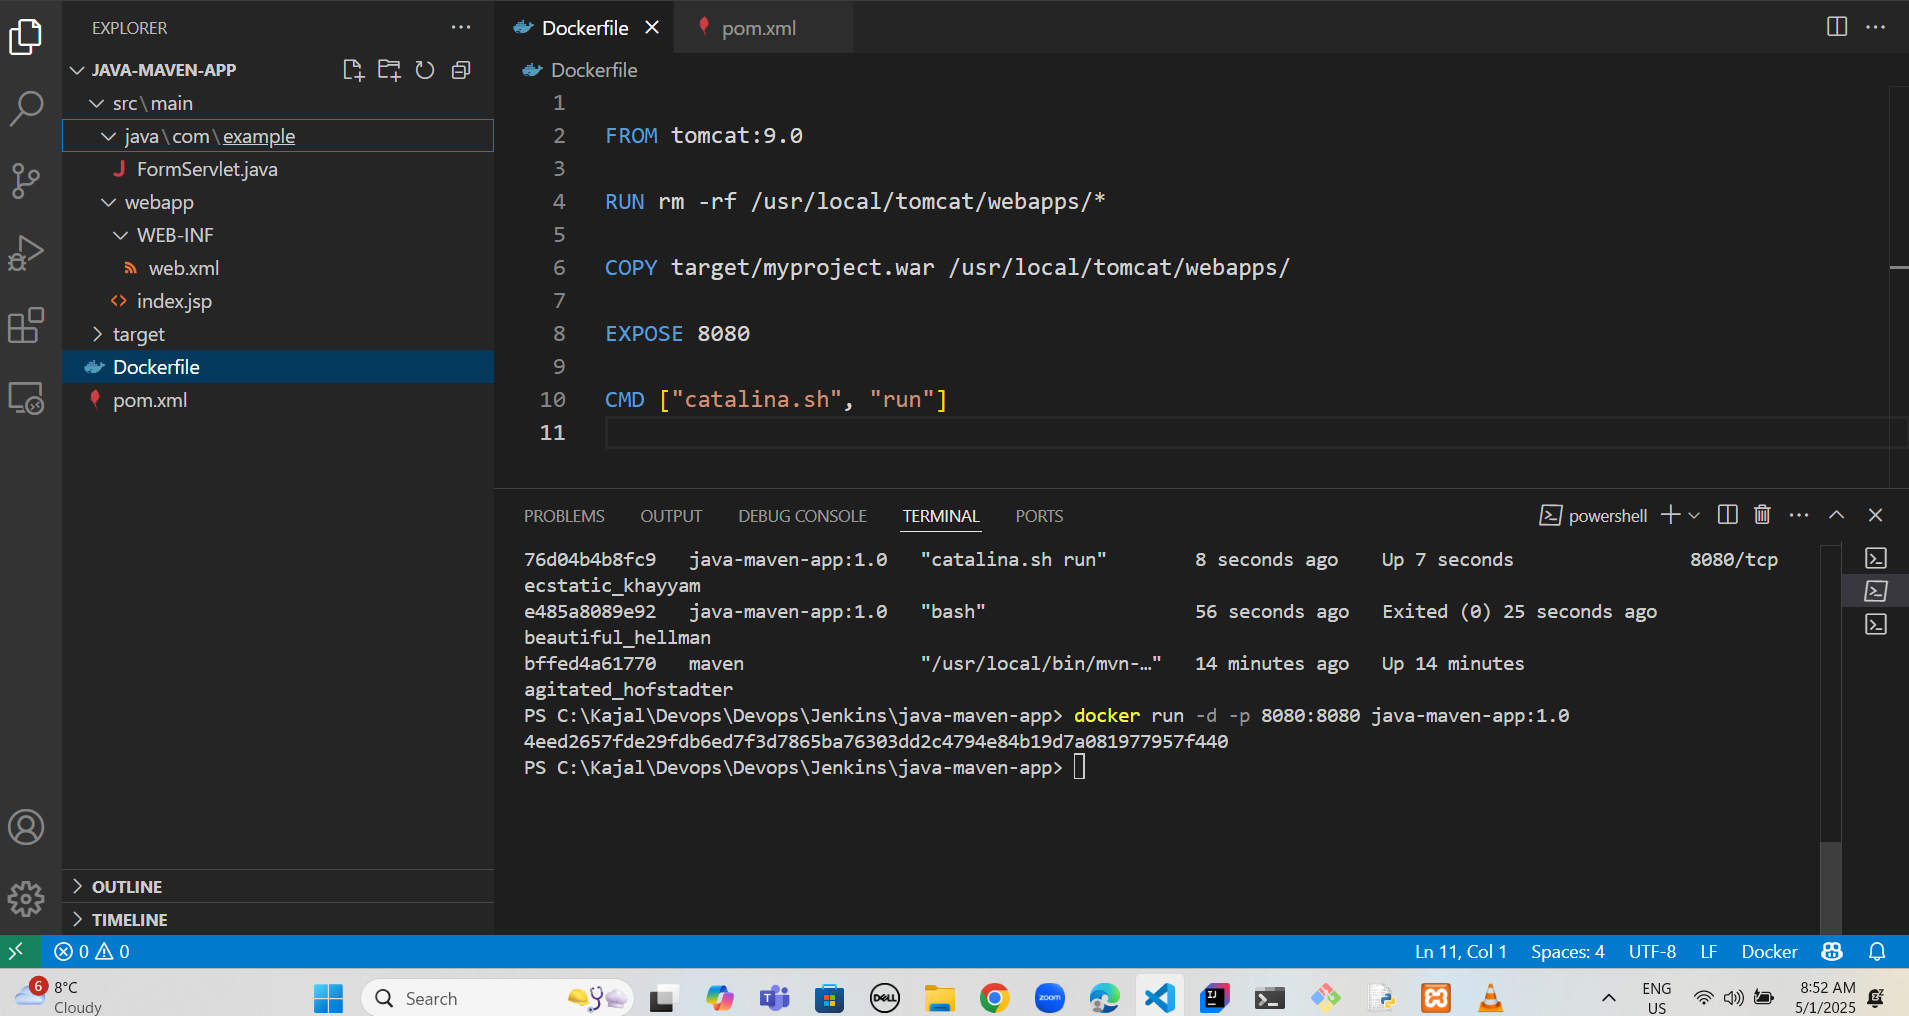 EXPLORER
JAVA-MAVEN-APP
src\main
java\com\example
FormServlet.java
webapp
WEB-INF
web.xml
index.jsp
target
Dockerfile
pom.xml
OUTLINE
TIMELINE
Dockerfile
pom.xml
Dockerfile
1
2 FROM tomcat:9.0
3
4 RUN rm -rf /usr/local/tomcat/webapps/*
5
6 COPY target/myproject.war /usr/local/tomcat/webapps/
7
8 EXPOSE 8080
9
10 CMD ["catalina.sh", "run"]
11
PROBLEMS OUTPUT DEBUG CONSOLE TERMINAL PORTS
powershell
76d04b4b8fc9 java-maven-app:1.0 "catalina.sh run" 8 seconds ago Up 7 seconds 8080/tcp
ecstatic_khayyam
e485a8089e92 java-maven-app:1.0 "bash" 56 seconds ago Exited (0) 25 seconds ago
beautiful_hellman
bffed4a61770 maven "/usr/local/bin/mvn-…" 14 minutes ago Up 14 minutes
agitated_hofstadter
PS C:\Kajal\Devops\Devops\Jenkins\java-maven-app> docker run -d -p 8080:8080 java-maven-app:1.0
4eed2657fde29fdb6ed7f3d7865ba76303dd2c4794e84b19d7a081977957f440
PS C:\Kajal\Devops\Devops\Jenkins\java-maven-app>
0 0
Ln 11, Col 1 Spaces: 4 UTF-8 LF Docker
6
8°C
Cloudy
Search
DELL
zoom
IJ
ENG
US
8:52 AM
5/1/2025